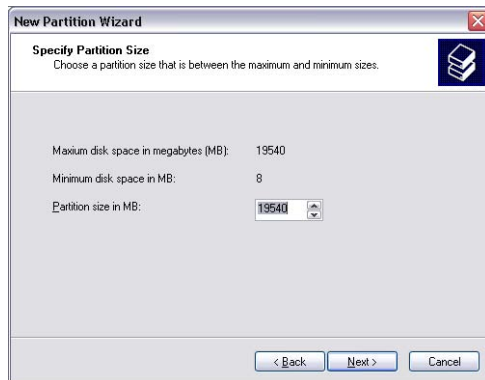 New Partition Wizard
Specify Partition Size
Choose a partition size that is between the maximum and minimum sizes.
Maxium disk space in megabytes (MB): 19540
Minimum disk space in MB: 8
Partition size in MB: 19540
< Back Next > Cancel